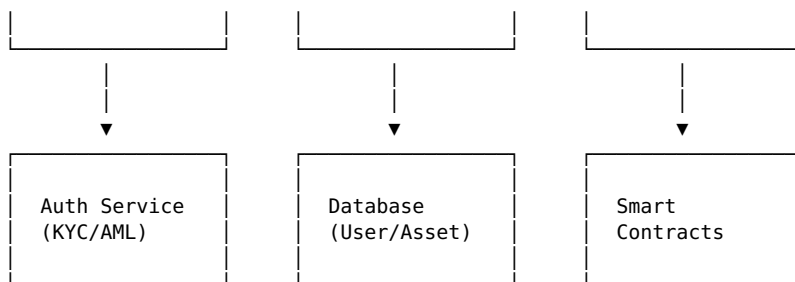 Auth Service
(KYC/AML)
Database
(User/Asset)
Smart
Contracts